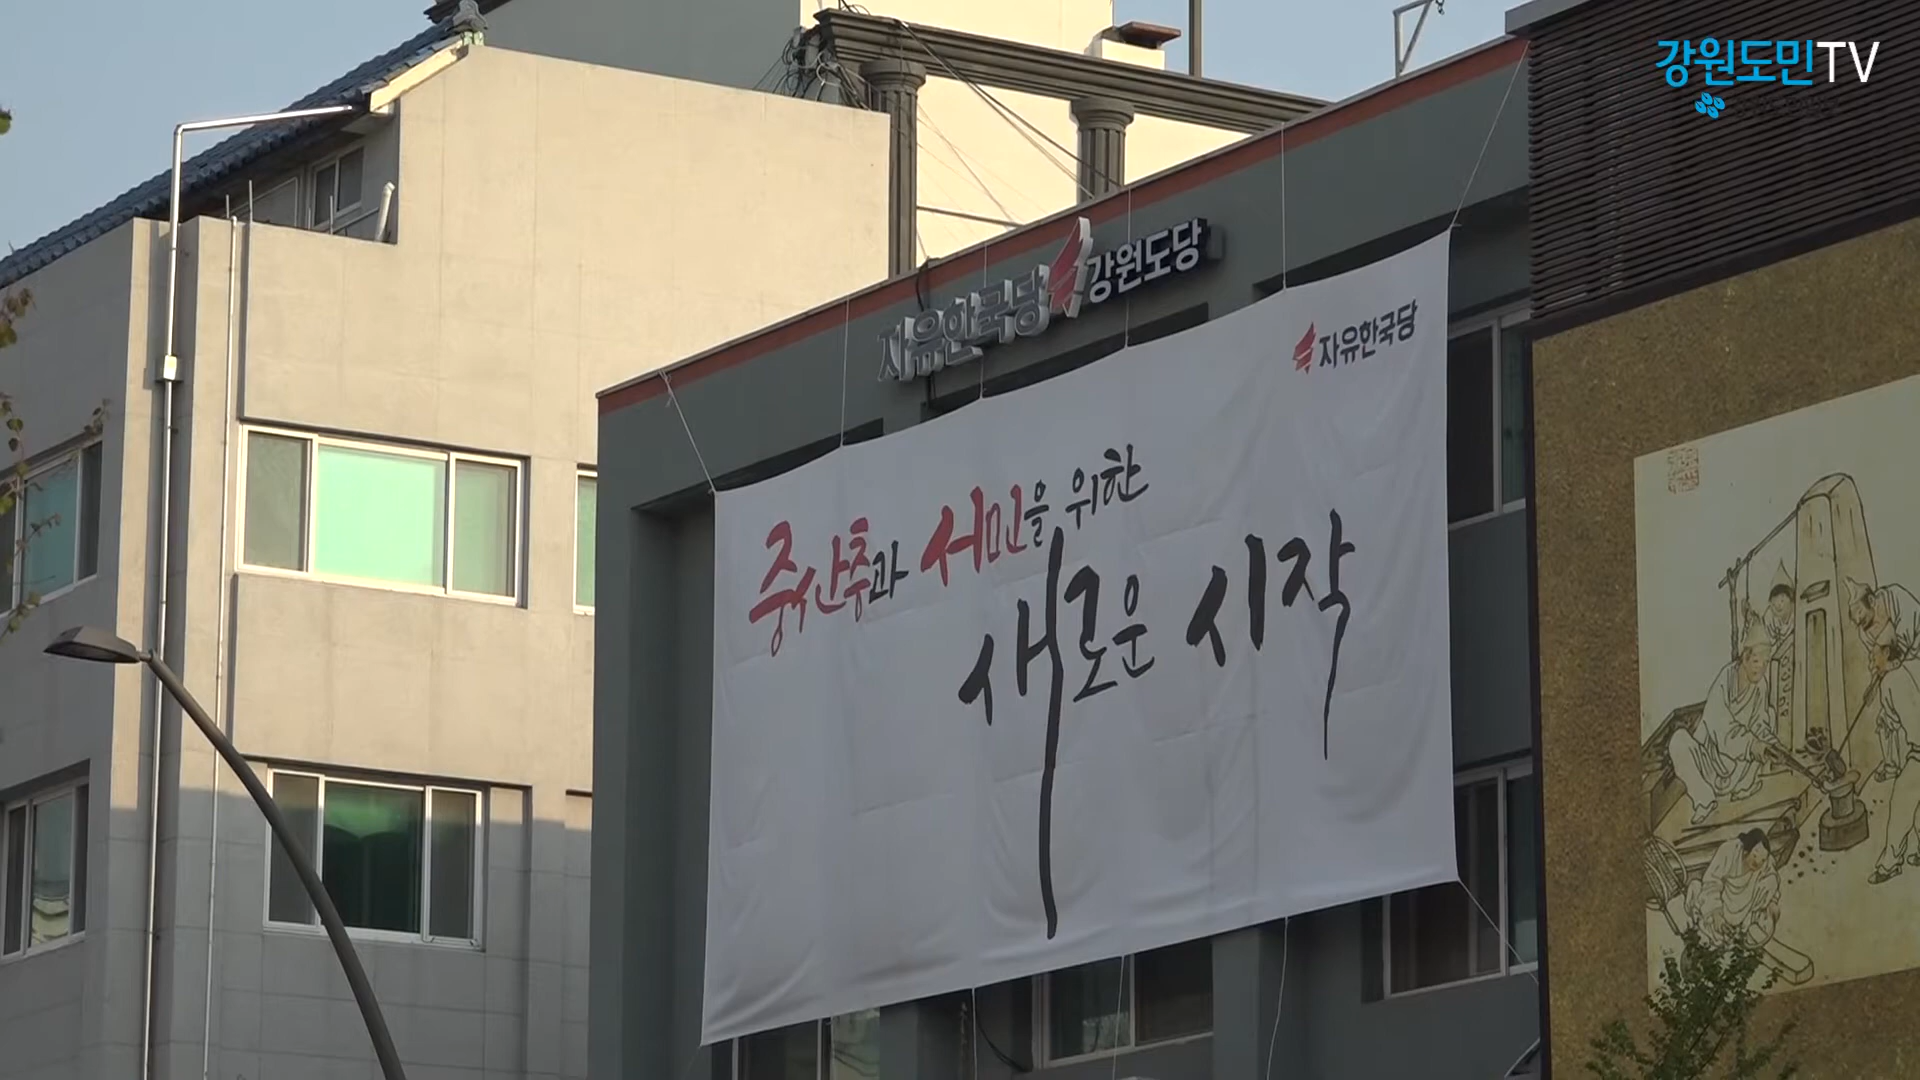 강원도민TV
자유한국당 강원도당
자유한국당
중산층과 서민을 위한
새로운 시작